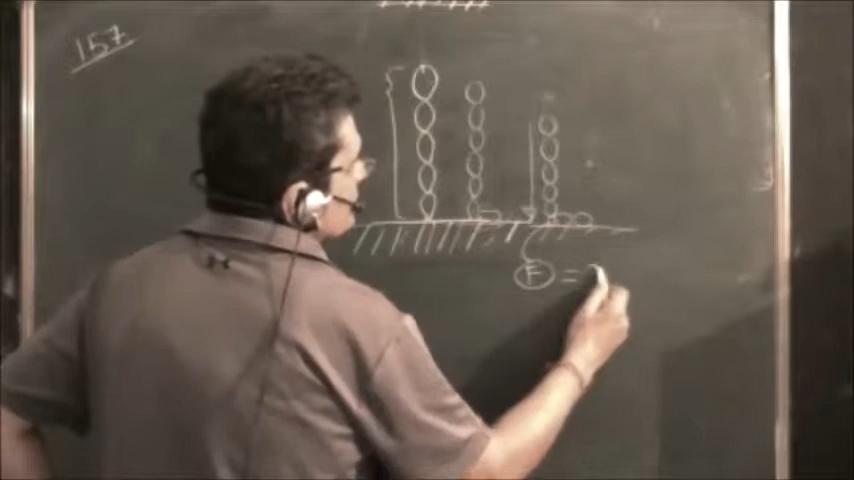 157
F = ?